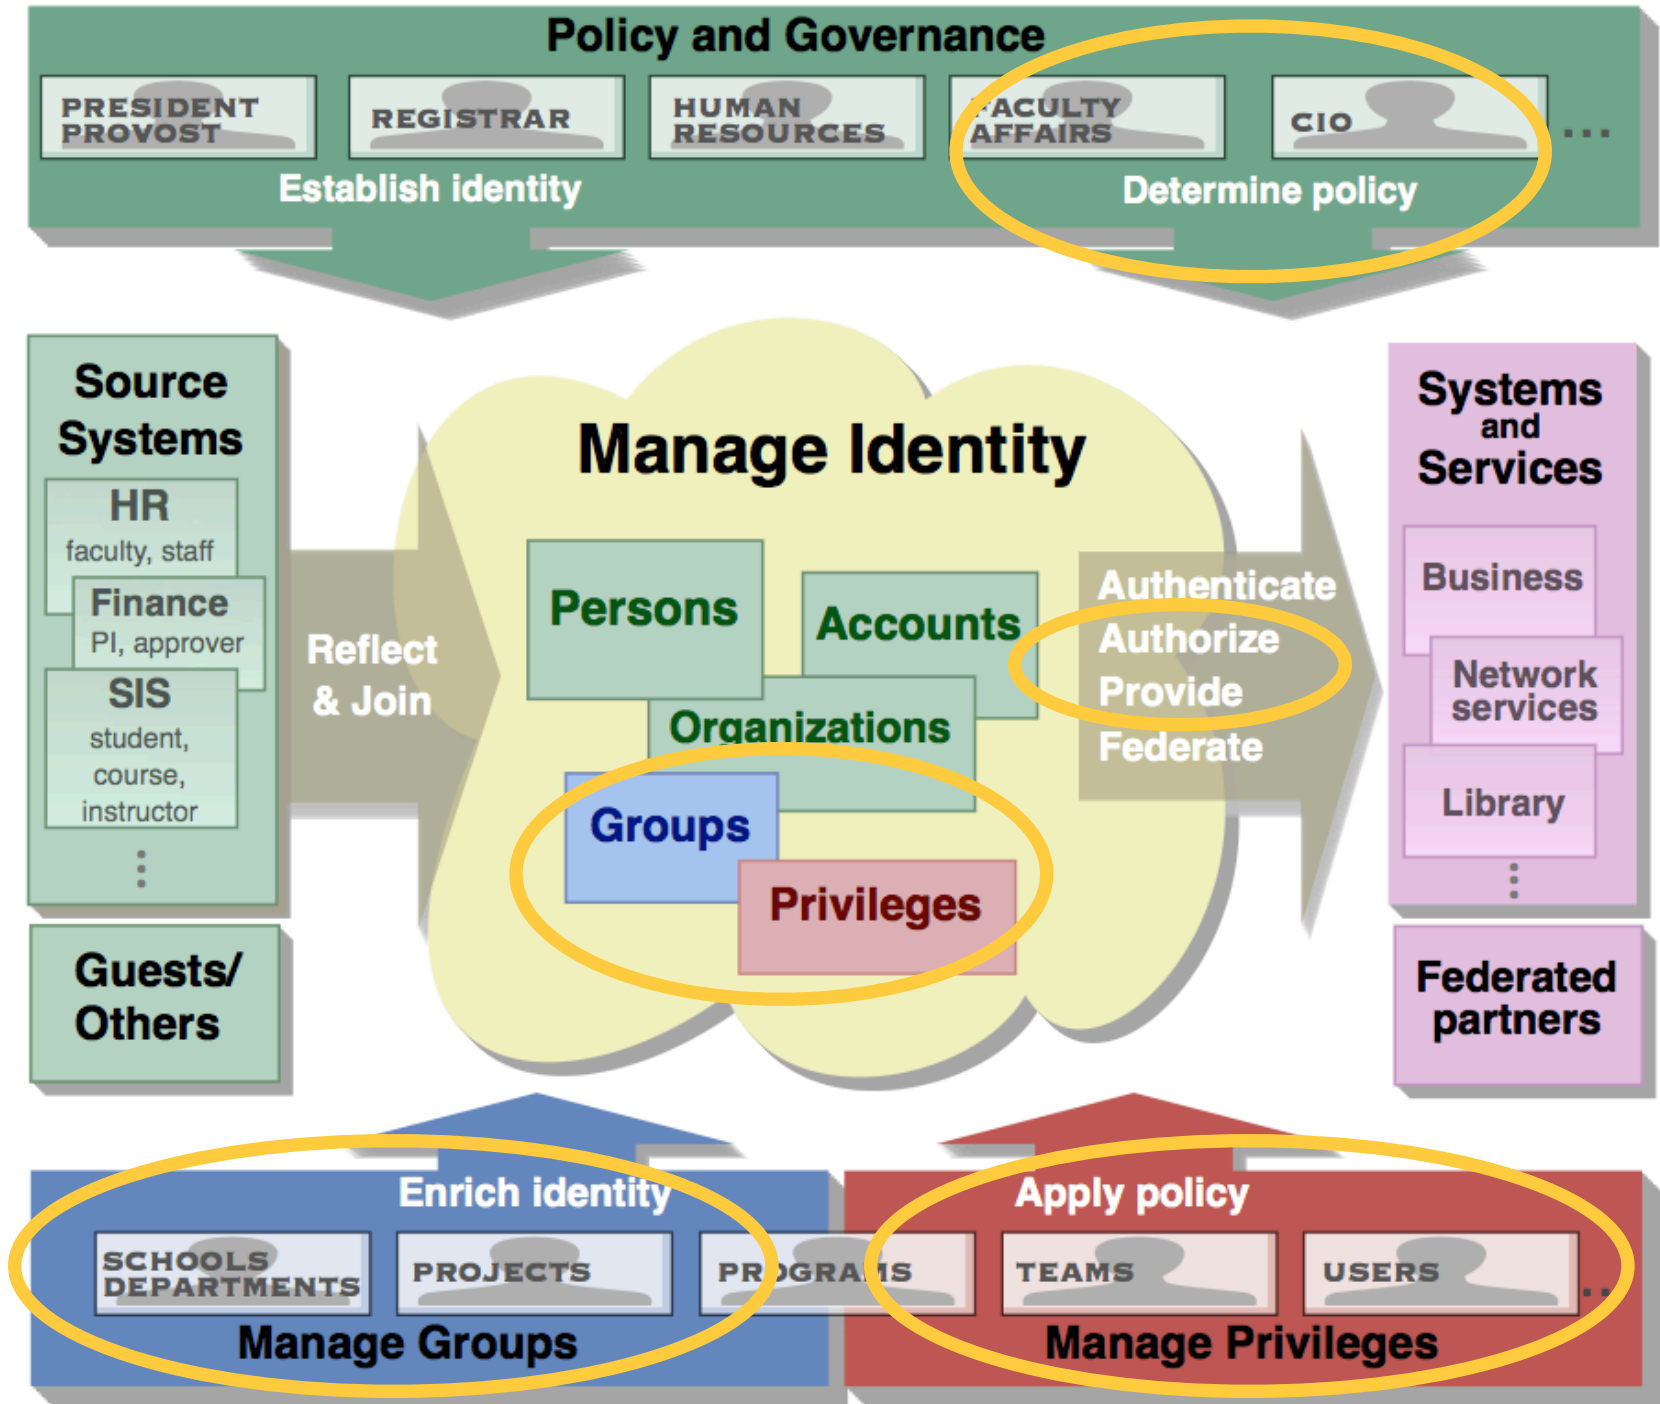 Policy and Governance
PRESIDENT
PROVOST
REGISTRAR
HUMAN
RESOURCES
FACULTY
AFFAIRS
CIO
...
Establish identity
Determine policy
Source
Systems
HR
faculty, staff
Finance
PI, approver
SIS
student,
course,
instructor
Guests/
Others
Reflect
& Join
Manage Identity
Persons
Accounts
Organizations
Groups
Privileges
Authenticate
Authorize
Provide
Federate
Systems
and
Services
Business
Network
services
Library
Federated
partners
Enrich identity
SCHOOLS
DEPARTMENTS
PROJECTS
PROGRAMS
Manage Groups
Apply policy
TEAMS
USERS
..
Manage Privileges